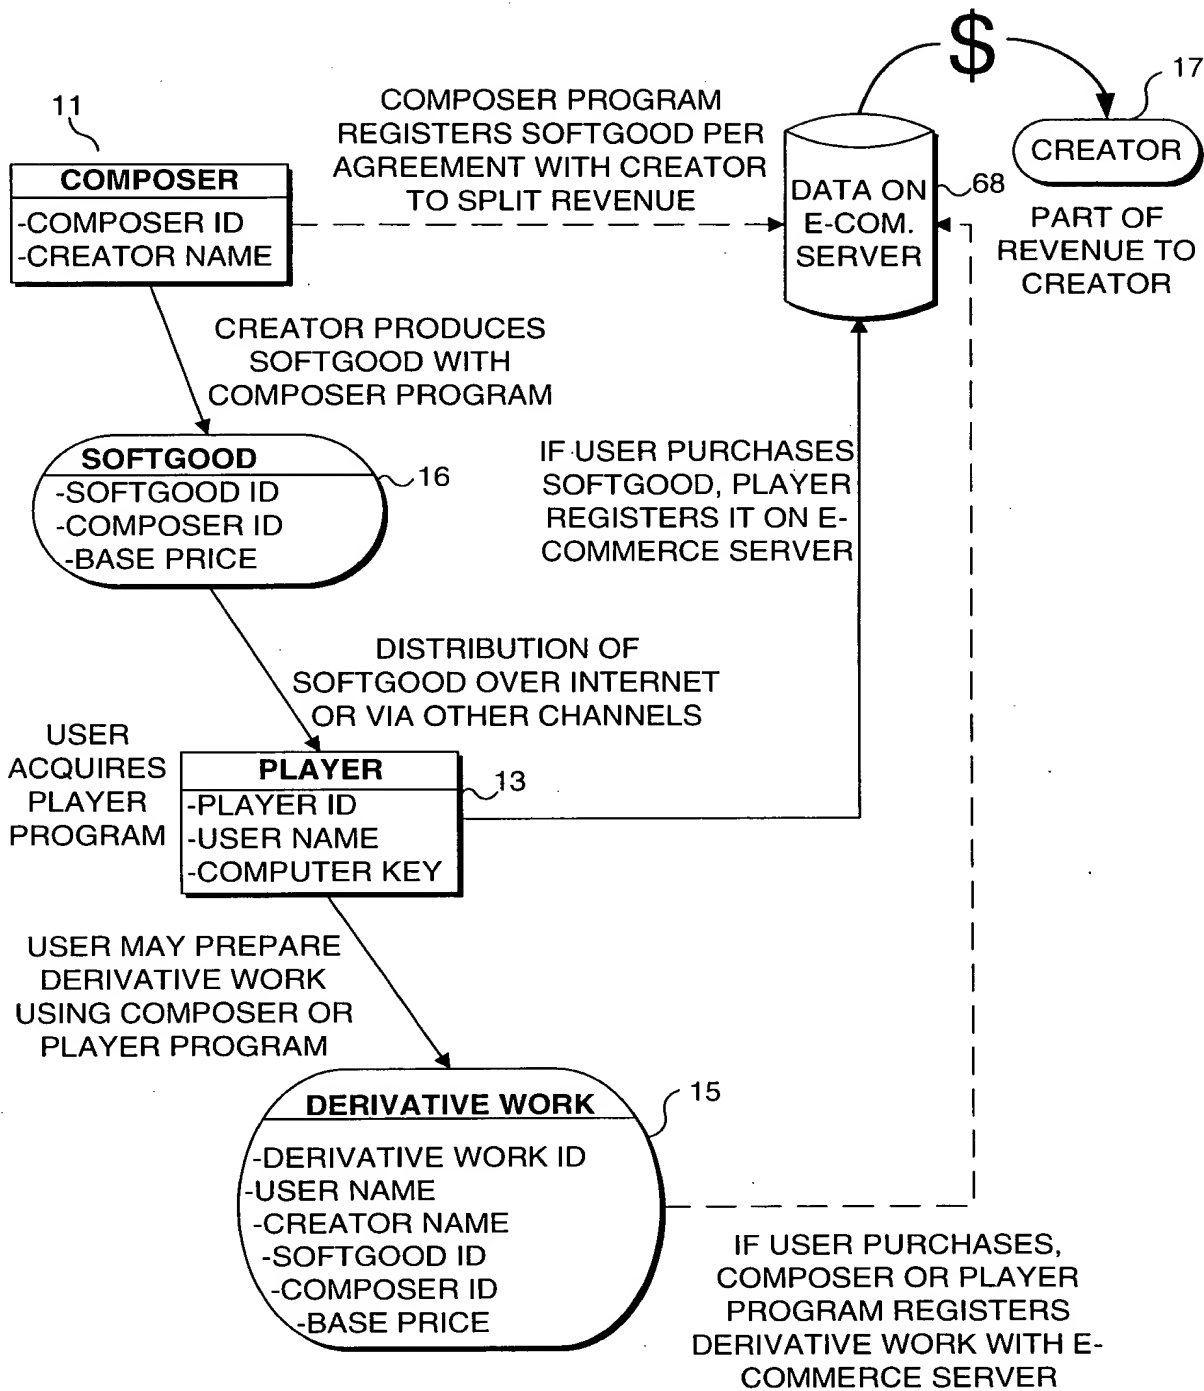 $
17
11
COMPOSER PROGRAM
REGISTERS SOFTGOOD PER
AGREEMENT WITH CREATOR
TO SPLIT REVENUE
CREATOR
COMPOSER
-COMPOSER ID
-CREATOR NAME
DATA ON
E-COM.
SERVER
68
PART OF
REVENUE TO
CREATOR
CREATOR PRODUCES
SOFTGOOD WITH
COMPOSER PROGRAM
SOFTGOOD
-SOFTGOOD ID
-COMPOSER ID
-BASE PRICE
16
IF USER PURCHASES
SOFTGOOD, PLAYER
REGISTERS IT ON E-
COMMERCE SERVER
DISTRIBUTION OF
SOFTGOOD OVER INTERNET
OR VIA OTHER CHANNELS
USER
ACQUIRES
PLAYER
PROGRAM
PLAYER
-PLAYER ID
-USER NAME
-COMPUTER KEY
13
USER MAY PREPARE
DERIVATIVE WORK
USING COMPOSER OR
PLAYER PROGRAM
DERIVATIVE WORK
-DERIVATIVE WORK ID
-USER NAME
-CREATOR NAME
-SOFTGOOD ID
-COMPOSER ID
-BASE PRICE
15
IF USER PURCHASES,
COMPOSER OR PLAYER
PROGRAM REGISTERS
DERIVATIVE WORK WITH E-
COMMERCE SERVER